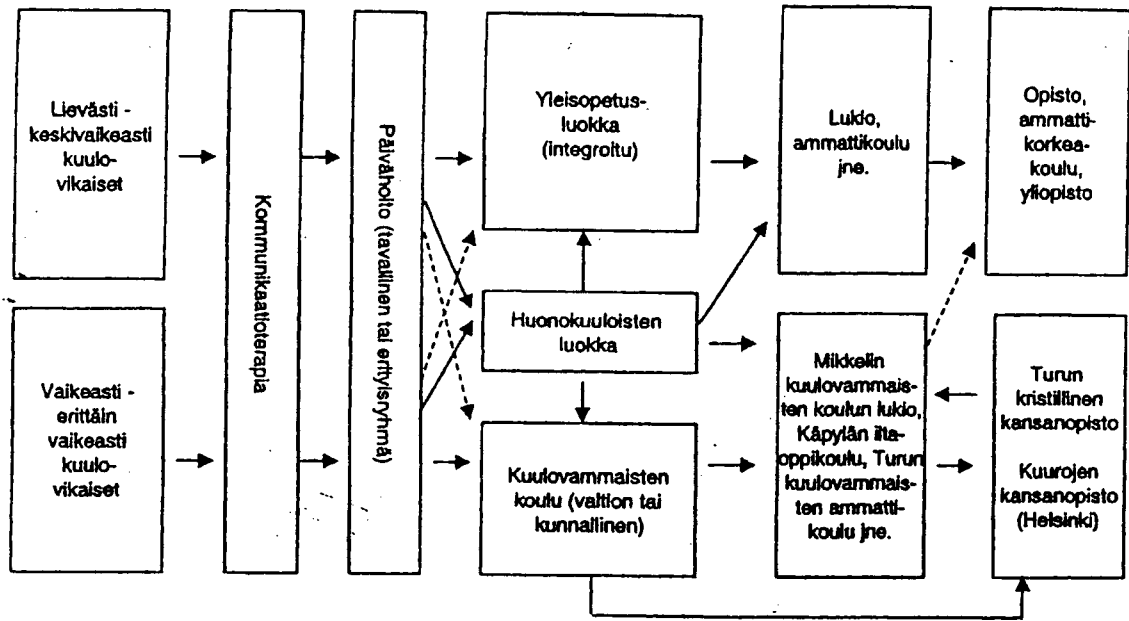 Lievästi -
keskivaikeasti
kuulo-
vikaiset
Vaikeasti -
erittäin
vaikeasti
kuulo-
vikaiset
Kommunikaatioterapia
Päivähoito (tavallinen tai erityisryhmä)
Yleisopetus-
luokka
(integroitu)
Huonokuuloisten
luokka
Kuulovammaisten
koulu (valtion tai
kunnallinen)
Lukio,
ammattikoulu
jne.
Mikkelin
kuulovammais-
ten koulun lukio,
Käpylän ilta-
oppikoulu, Turun
kuulovammais-
ten ammatti-
koulu jne.
Opisto,
ammatti-
korkea-
koulu,
yliopisto
Turun
kristillinen
kansanopisto
Kuurojen
kansanopisto
(Helsinki)